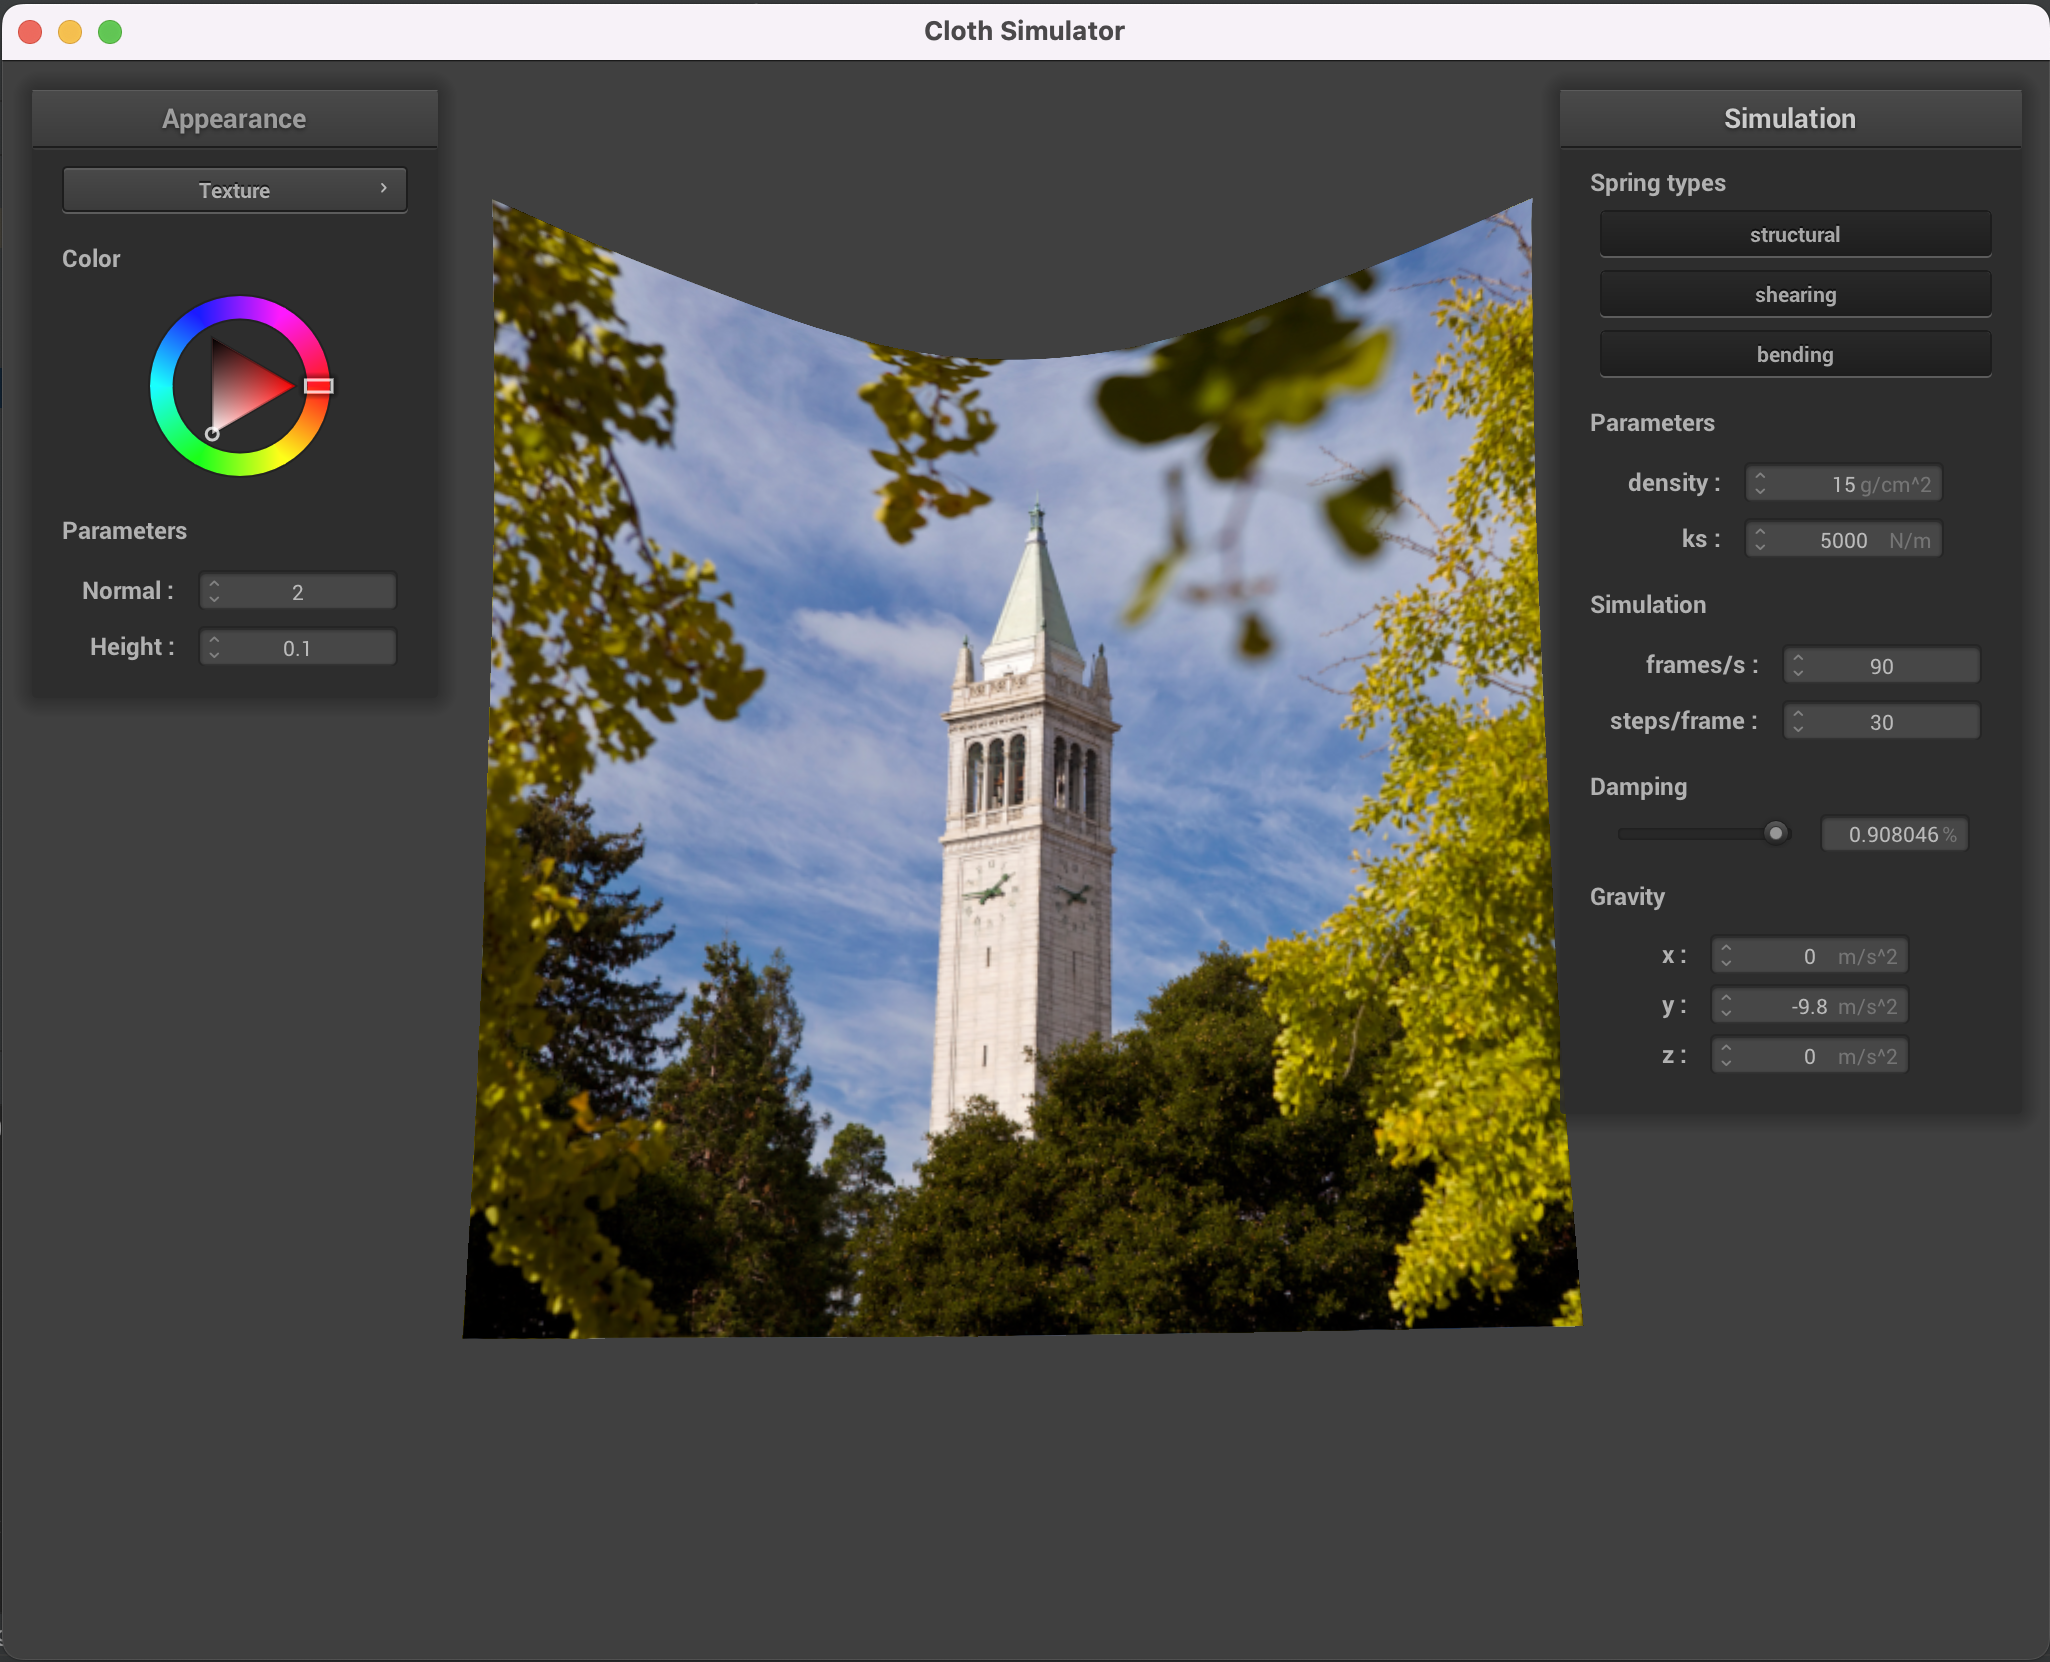 Cloth Simulator
Appearance
Texture
Color
Parameters
Normal : 2
Height : 0.1
Simulation
Spring types
structural
shearing
bending
Parameters
density : 15 g/cm^2
ks : 5000 N/m
Simulation
frames/s : 90
steps/frame : 30
Damping
0.908046 %
Gravity
x : 0 m/s^2
y : -9.8 m/s^2
z : 0 m/s^2